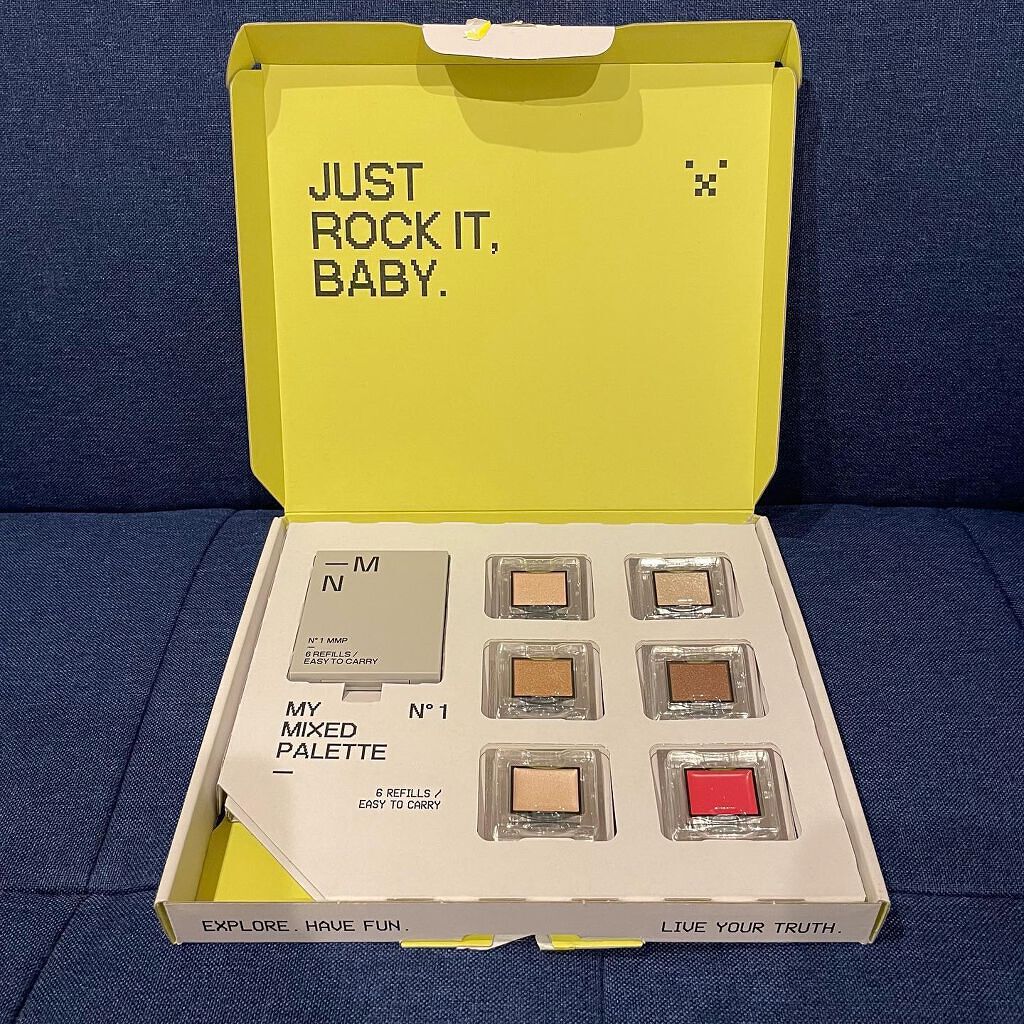 JUST
ROCK IT,
BABY.
—M
N
N° 1 MMP
—
6 REFILLS /
EASY TO CARRY
MY N° 1
MIXED
PALETTE
—
6 REFILLS /
EASY TO CARRY
EXPLORE. HAVE FUN. LIVE YOUR TRUTH.